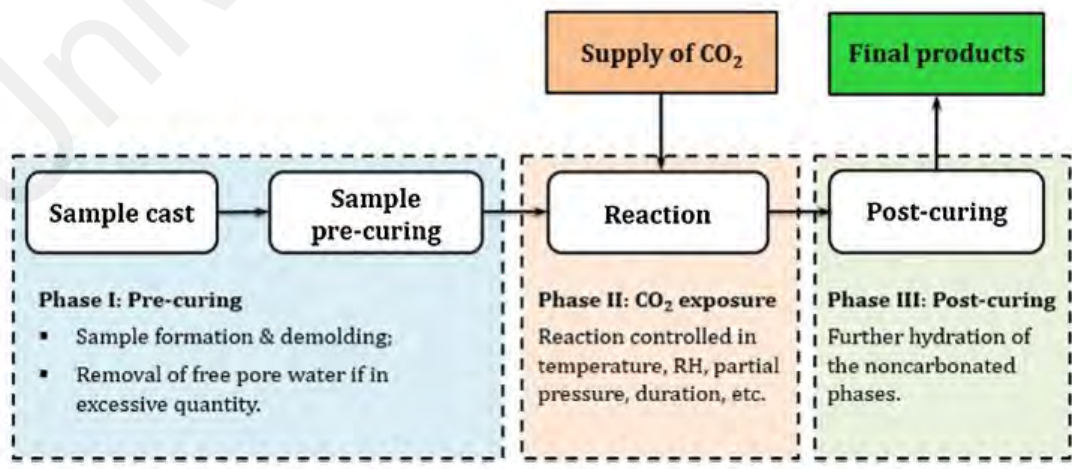 Supply of CO₂
Final products
Sample cast
Sample
pre-curing
Reaction
Post-curing
Phase I: Pre-curing
▪ Sample formation & demolding;
▪ Removal of free pore water if in
excessive quantity.
Phase II: CO₂ exposure
Reaction controlled in
temperature, RH, partial
pressure, duration, etc.
Phase III: Post-curing
Further hydration of
the noncarbonated
phases.